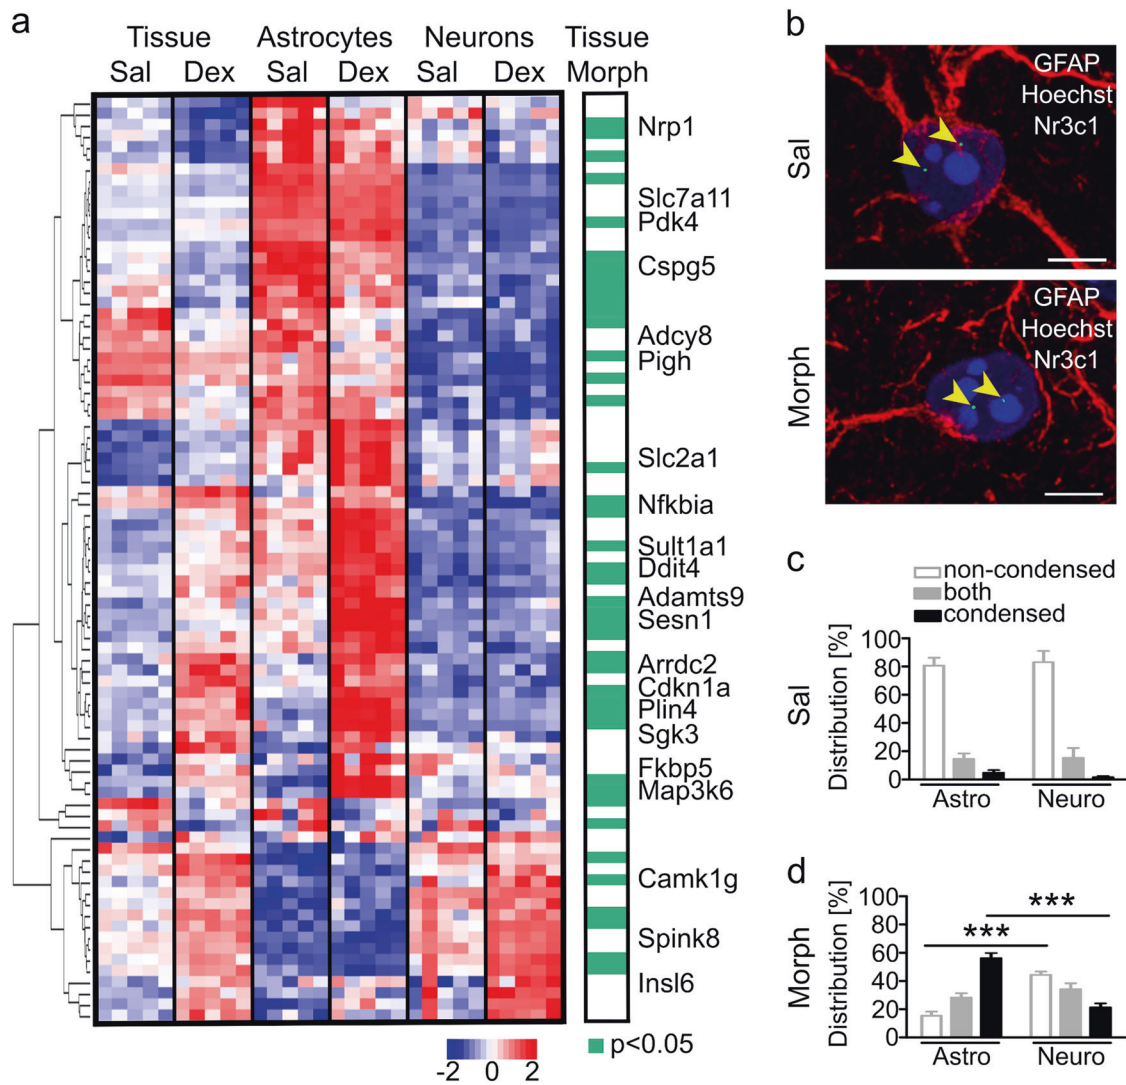 a
Tissue Astrocytes Neurons Tissue
Sal Dex Sal Dex Sal Dex Morph
Nrp1
Slc7a11
Pdk4
Cspg5
Adcy8
Pigh
Slc2a1
Nfkbia
Sult1a1
Ddit4
Adamts9
Sesn1
Arrdc2
Cdkn1a
Plin4
Sgk3
Fkbp5
Map3k6
Camk1g
Spink8
Insl6
-2 0 2
p<0.05
b
Sal
GFAP
Hoechst
Nr3c1
Morph
GFAP
Hoechst
Nr3c1
c
non-condensed
both
condensed
Sal
Distribution [%]
100
80
60
40
20
0
Astro Neuro
d
Morph
Distribution [%]
100
80
60
40
20
0
***
***
Astro Neuro